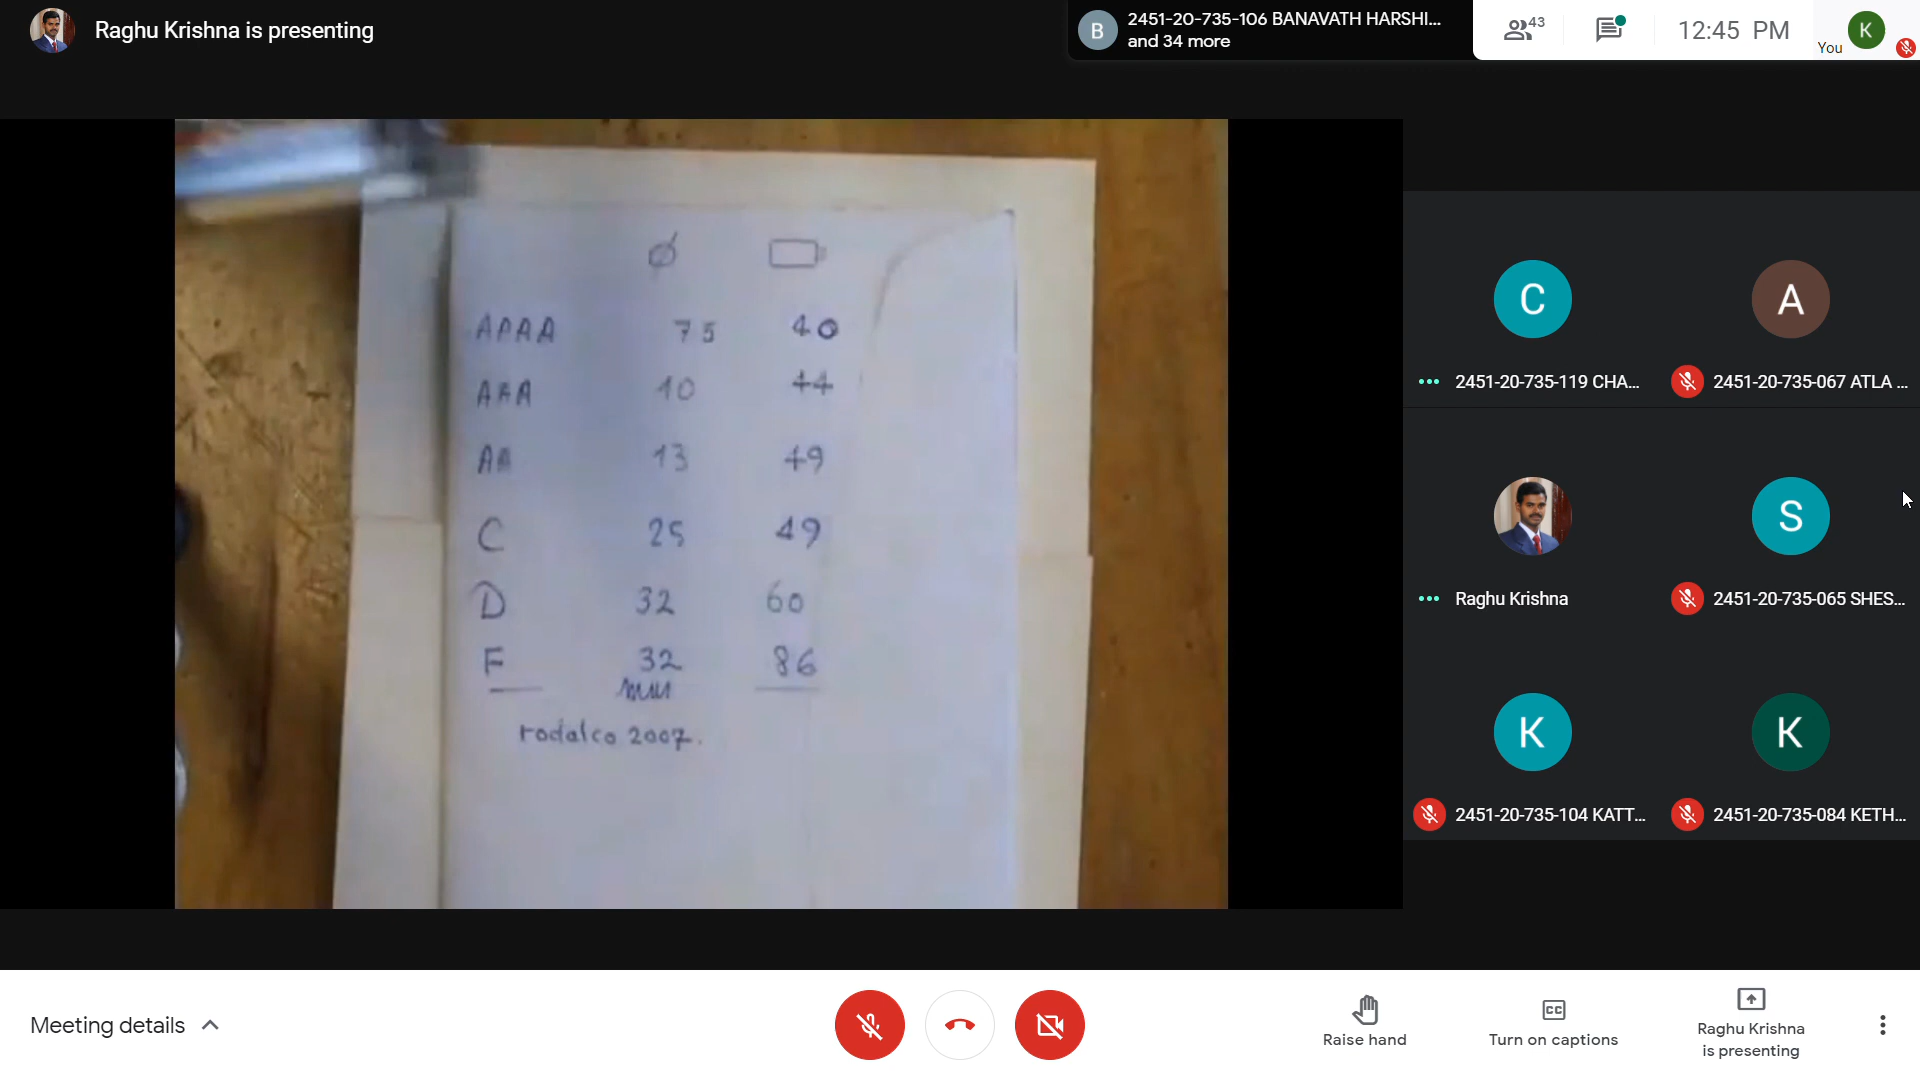 Raghu Krishna is presenting
B
2451-20-735-106 BANAVATH HARSHI...
and 34 more
43
12:45 PM
You
K
Ø
AAAA 75 40
AAA 10 44
AA 13 49
C 25 49
D 32 60
F 32 86
mm
rodalco 2007.
C
2451-20-735-119 CHA...
A
2451-20-735-067 ATLA ...
Raghu Krishna
S
2451-20-735-065 SHES...
K
2451-20-735-104 KATT...
K
2451-20-735-084 KETH...
Meeting details
Raise hand
CC
Turn on captions
Raghu Krishna
is presenting